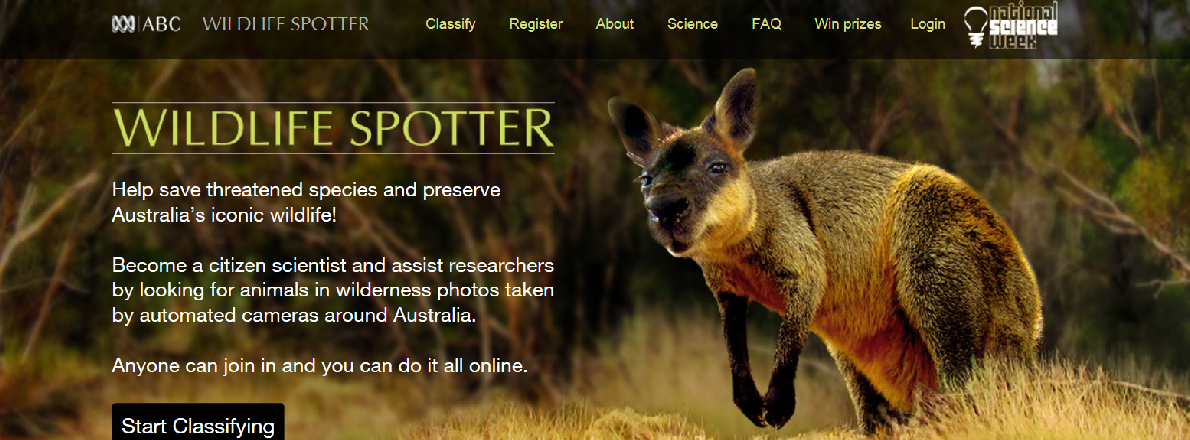 ABC WILDLIFE SPOTTER Classify Register About Science FAQ Win prizes Login
national
science
week
WILDLIFE SPOTTER
Help save threatened species and preserve
Australia's iconic wildlife!
Become a citizen scientist and assist researchers
by looking for animals in wilderness photos taken
by automated cameras around Australia.
Anyone can join in and you can do it all online.
Start Classifying